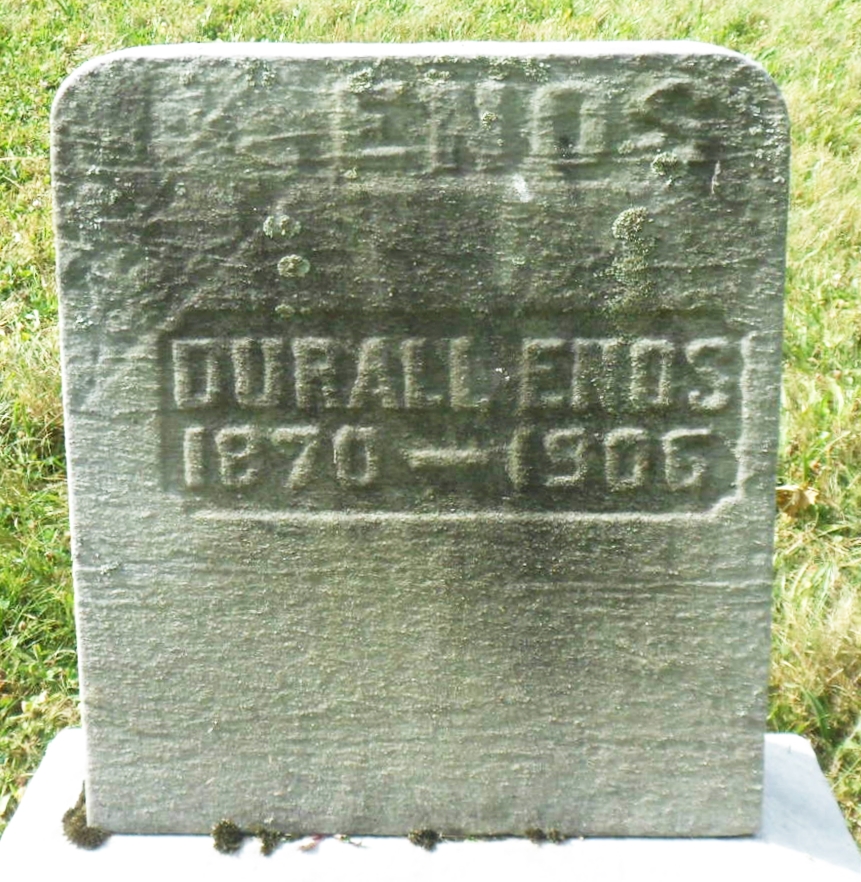 ENOS
DURALL ENOS
1870 — 1906